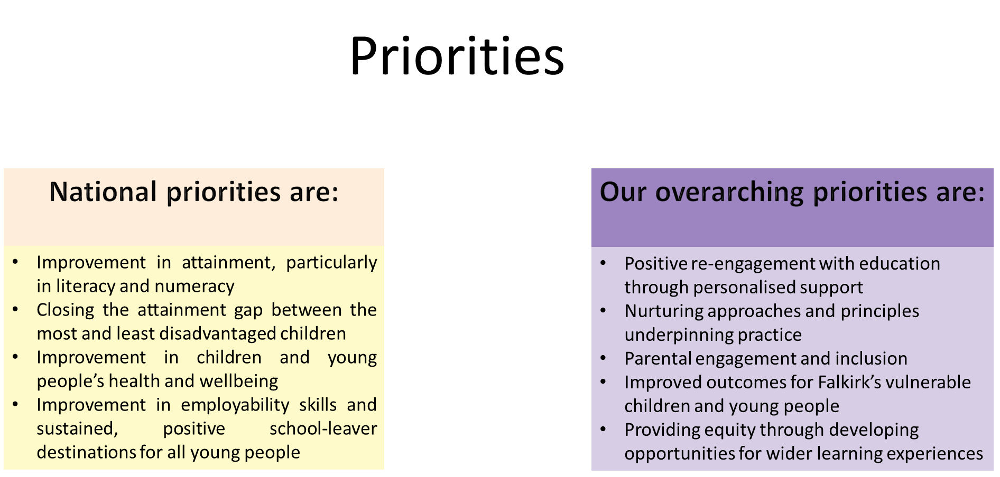 Priorities
National priorities are:
• Improvement in attainment, particularly
in literacy and numeracy
• Closing the attainment gap between the
most and least disadvantaged children
• Improvement in children and young
people’s health and wellbeing
• Improvement in employability skills and
sustained, positive school-leaver
destinations for all young people
Our overarching priorities are:
• Positive re-engagement with education
through personalised support
• Nurturing approaches and principles
underpinning practice
• Parental engagement and inclusion
• Improved outcomes for Falkirk’s vulnerable
children and young people
• Providing equity through developing
opportunities for wider learning experiences